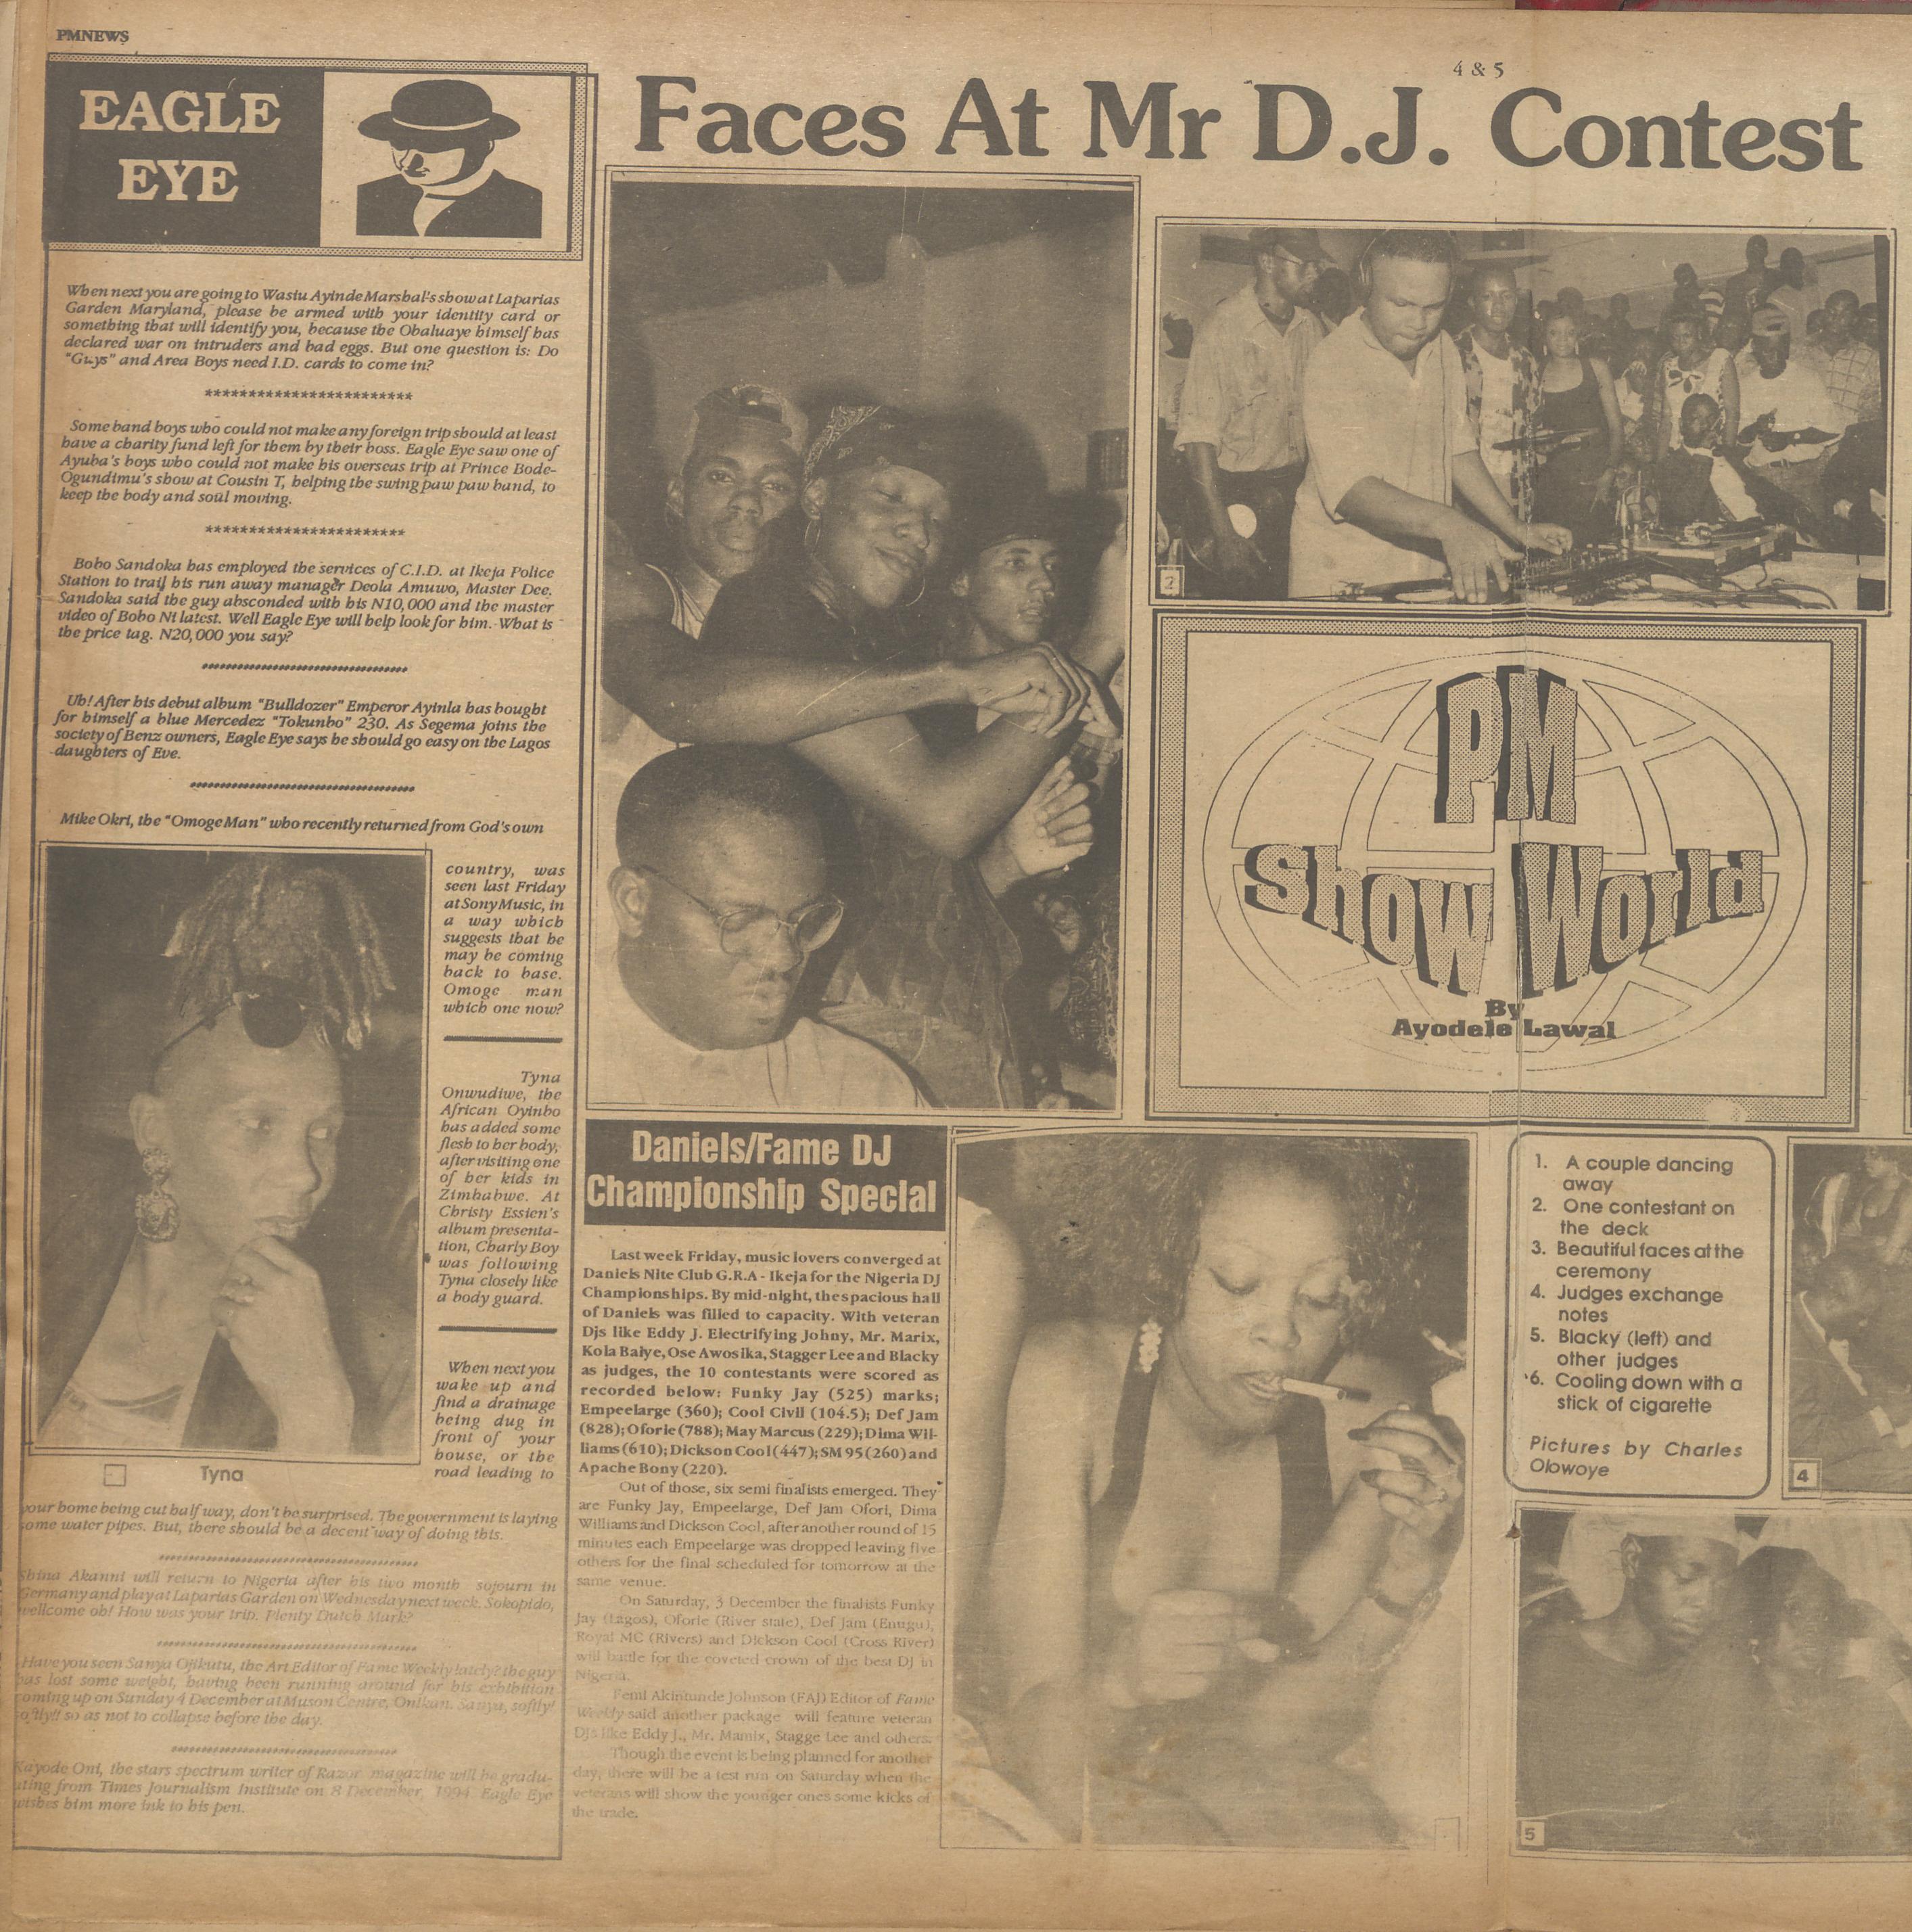 PMNEWS
4 & 5
EAGLE
EYE
Faces At Mr D.J. Contest
When next you are going to Wasiu Ayinde Marshal's show at Laparias
Garden Maryland, please be armed with your identity card or
something that will identify you, because the Obaluaye himself has
declared war on intruders and bad eggs. But one question is: Do
"Guys" and Area Boys need I.D. cards to come in?
************************
Some band boys who could not make any foreign trip should at least
have a charity fund left for them by their boss. Eagle Eye saw one of
Ayuba's boys who could not make his overseas trip at Prince Bode-
Ogundimu's show at Cousin T, helping the swing paw paw band, to
keep the body and soul moving.
************************
Bobo Sandoka has employed the services of C.I.D. at Ikeja Police
Station to trail his run away manager Deola Amuwo, Master Dee.
Sandoka said the guy absconded with his N10,000 and the master
video of Bobo Ni latest. Well Eagle Eye will help look for him. What is
the price tag. N20,000 you say?
Uh! After his debut album "Bulldozer" Emperor Ayinla has bought
for himself a blue Mercedez "Tokunbo" 230. As Segema joins the
society of Benz owners, Eagle Eye says he should go easy on the Lagos
daughters of Eve.
Mike Okri, the "Omoge Man" who recently returned from God's own
country, was
seen last Friday
at Sony Music, in
a way which
suggests that he
may be coming
back to base.
Omoge man
which one now?
Tyna
Onwudiwe, the
African Oyinbo
has added some
flesh to her body,
after visiting one
of her kids in
Zimbabwe. At
Christy Essien's
album presenta-
tion, Charly Boy
was following
Tyna closely like
a body guard.
When next you
wake up and
find a drainage
being dug in
front of your
house, or the
road leading to
Tyna
your home being cut half way, don't be surprised. The government is laying
some water pipes. But, there should be a decent way of doing this.
Shina Akanni will return to Nigeria after his two month sojourn in
Germany and play at Laparias Garden on Wednesday next week. Sokopido,
wellcome oh! How was your trip. Plenty Dutch Mark?
Have you seen Sanya Ojikutu, the Art Editor of Fame Weekly lately? the guy
has lost some weight, having been running around for his exhibition
coming up on Sunday 4 December at Muson Centre, Onikan. Sanya, softly!
so as not to collapse before the day.
Kayode Oni, the stars spectrum writer of Razor magazine will be gradu-
ating from Times Journalism Institute on 8 December, 1994. Eagle Eye
wishes him more ink to his pen.
Daniels/Fame DJ
Championship Special
Last week Friday, music lovers converged at
Daniels Nite Club G.R.A - Ikeja for the Nigeria DJ
Championships. By mid-night, the spacious hall
of Daniels was filled to capacity. With veteran
Djs like Eddy J. Electrifying Johny, Mr. Marix,
Kola Balye, Ose Awosika, Stagger Lee and Blacky
as judges, the 10 contestants were scored as
recorded below: Funky Jay (525) marks;
Empeelarge (360); Cool Civil (104.5); Def Jam
(828); Oforie (788); May Marcus (229); Dima Wil-
liams (610); Dickson Cool (447); SM 95 (260) and
Apache Bony (220).
Out of those, six semi finalists emerged. They
are Funky Jay, Empeelarge, Def Jam Ofori, Dima
Williams and Dickson Cool, after another round of 15
minutes each Empeelarge was dropped leaving five
others for the final scheduled for tomorrow at the
same venue.
On Saturday, 3 December the finalists Funky
Jay (Lagos), Oforie (River state), Def Jam (Enugu),
Royal MC (Rivers) and Dickson Cool (Cross River)
will battle for the coveted crown of the best DJ in
Nigeria.
Femi Akintunde Johnson (FAJ) Editor of Fame
Weekly said another package will feature veteran
DJs like Eddy J., Mr. Mamix, Stagge Lee and others.
Though the event is being planned for another
day, there will be a test run on Saturday when the
veterans will show the younger ones some kicks of
the trade.
2
PM
Show World
By
Ayodele Lawal
1. A couple dancing
away
2. One contestant on
the deck
3. Beautiful faces at the
ceremony
4. Judges exchange
notes
5. Blacky (left) and
other judges
6. Cooling down with a
stick of cigarette
Pictures by Charles
Olowoye
4
5